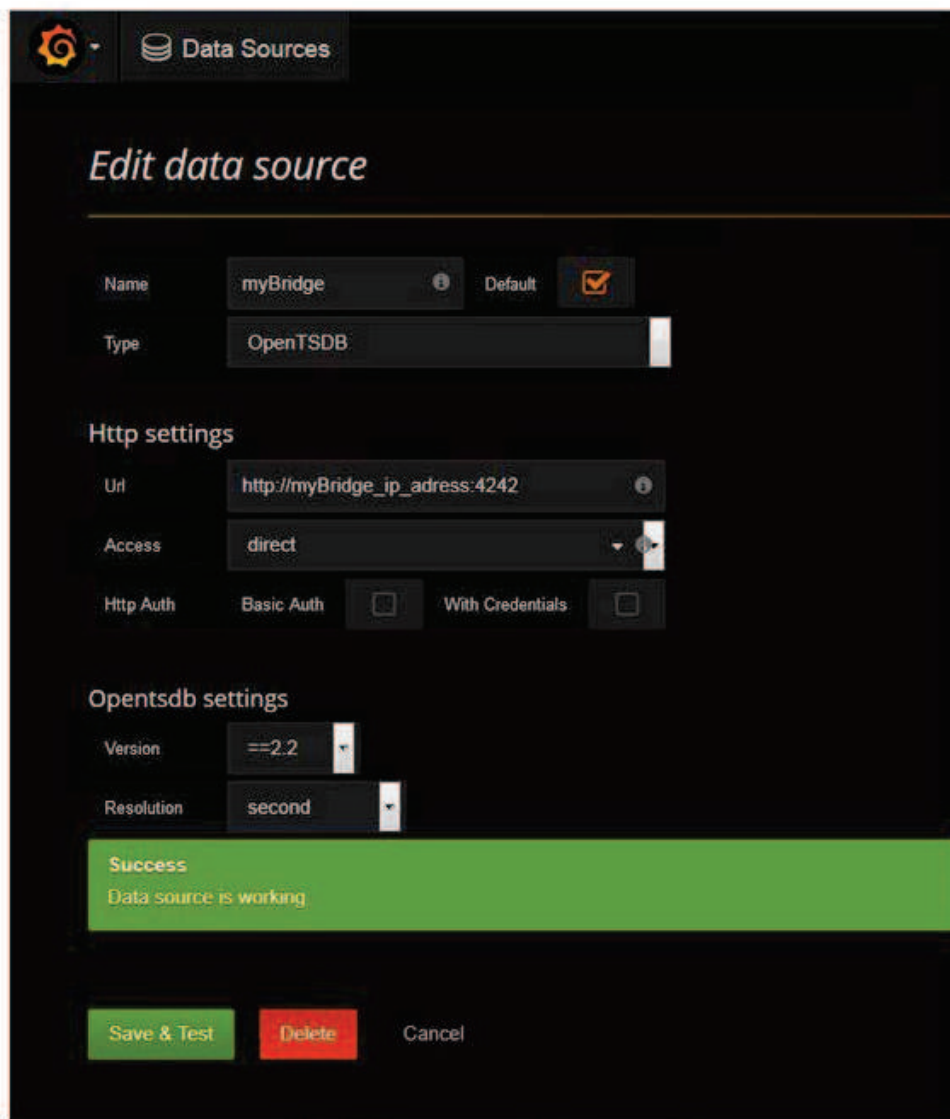 Data Sources
Edit data source
Name myBridge Default
Type OpenTSDB
Http settings
Url http://myBridge_ip_adress:4242
Access direct
Http Auth Basic Auth With Credentials
Opentsdb settings
Version ==2.2
Resolution second
Success
Data source is working
Save & Test Delete Cancel